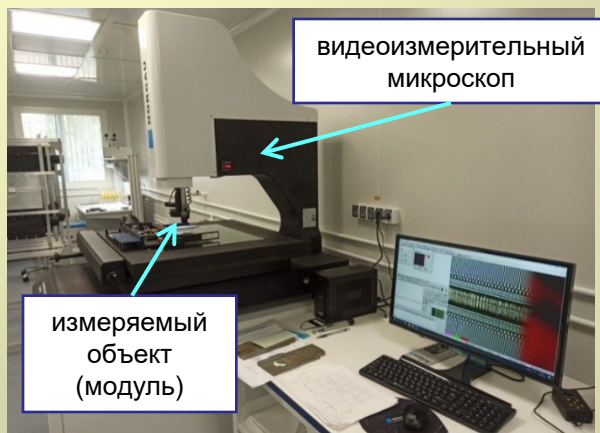 видеоизмерительный
микроскоп
измеряемый
объект
(модуль)